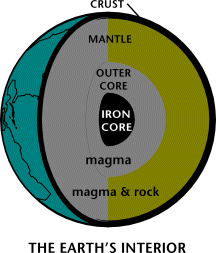 CRUST
MANTLE
OUTER
CORE
IRON
CORE
magma
magma & rock
THE EARTH'S INTERIOR